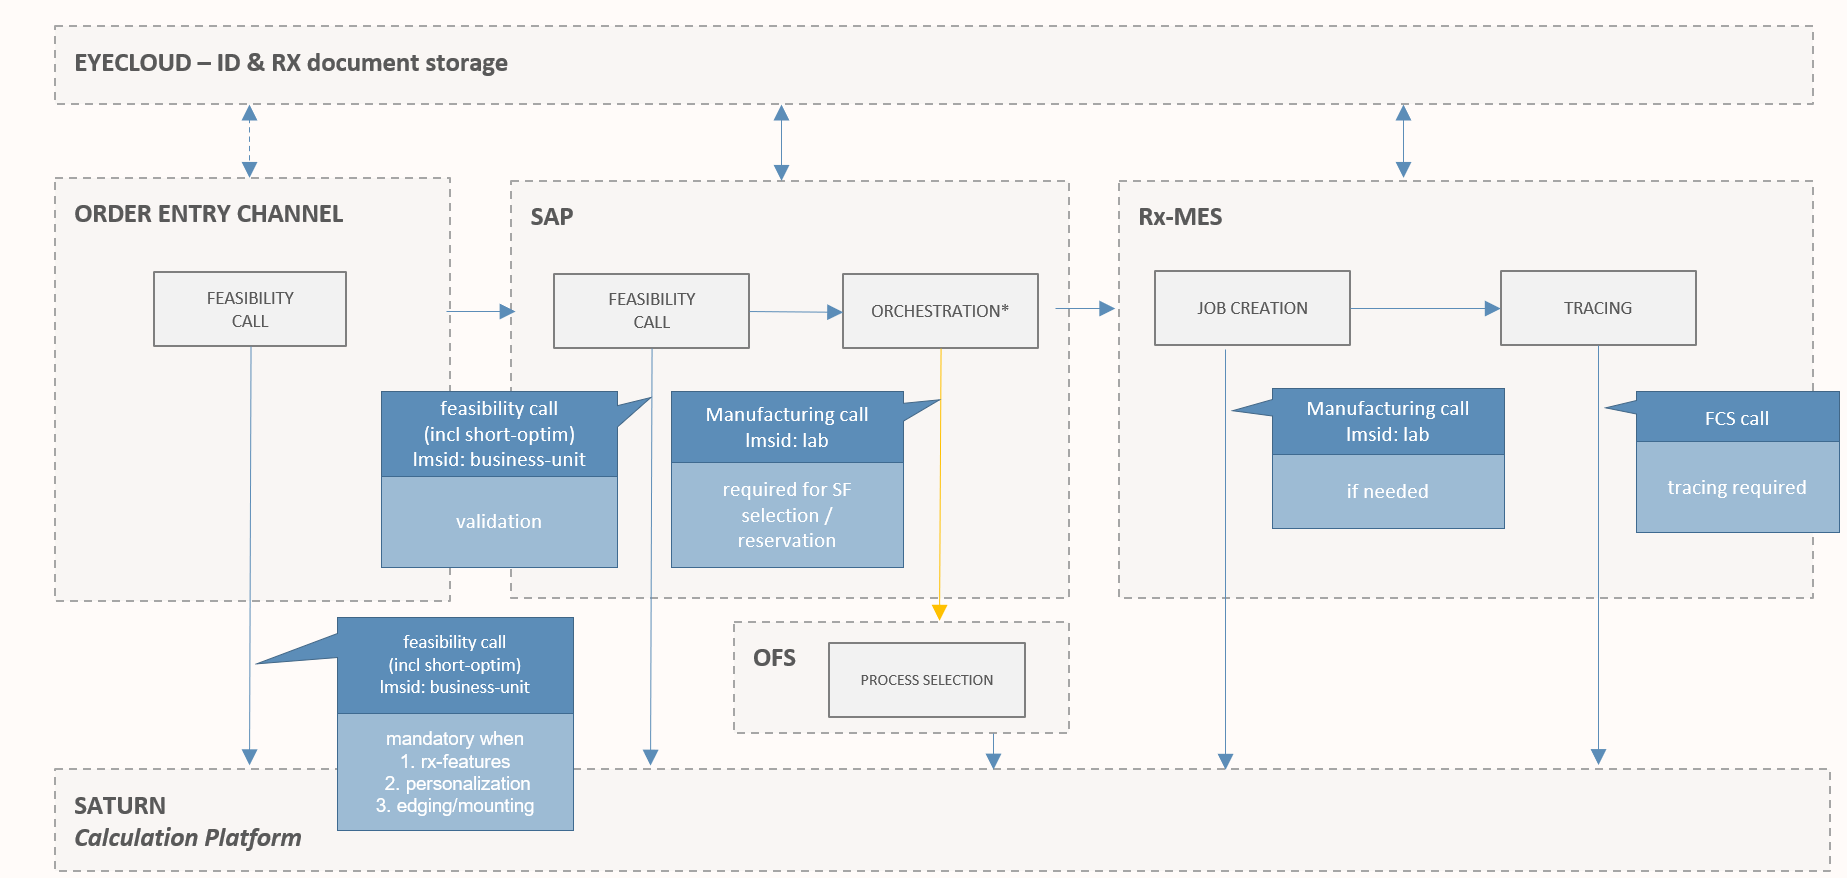 EYECLOUD – ID & RX document storage
ORDER ENTRY CHANNEL
FEASIBILITY
CALL
SAP
FEASIBILITY
CALL
ORCHESTRATION*
Rx-MES
JOB CREATION
TRACING
feasibility call
(incl short-optim)
lmsid: business-unit
validation
Manufacturing call
lmsid: lab
required for SF
selection /
reservation
Manufacturing call
lmsid: lab
if needed
FCS call
tracing required
feasibility call
(incl short-optim)
lmsid: business-unit
mandatory when
1. rx-features
2. personalization
3. edging/mounting
OFS
PROCESS SELECTION
SATURN
Calculation Platform